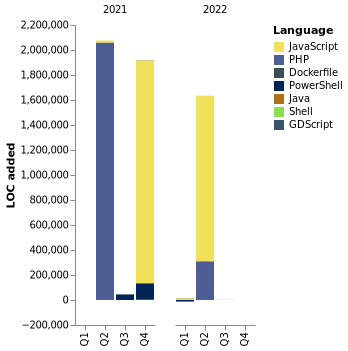 2021 2022
Language
JavaScript
PHP
Dockerfile
PowerShell
Java
Shell
GDScript
LOC added
2,200,000
2,000,000
1,800,000
1,600,000
1,400,000
1,200,000
1,000,000
800,000
600,000
400,000
200,000
0
−200,000
Q1 Q2 Q3 Q4 Q1 Q2 Q3 Q4